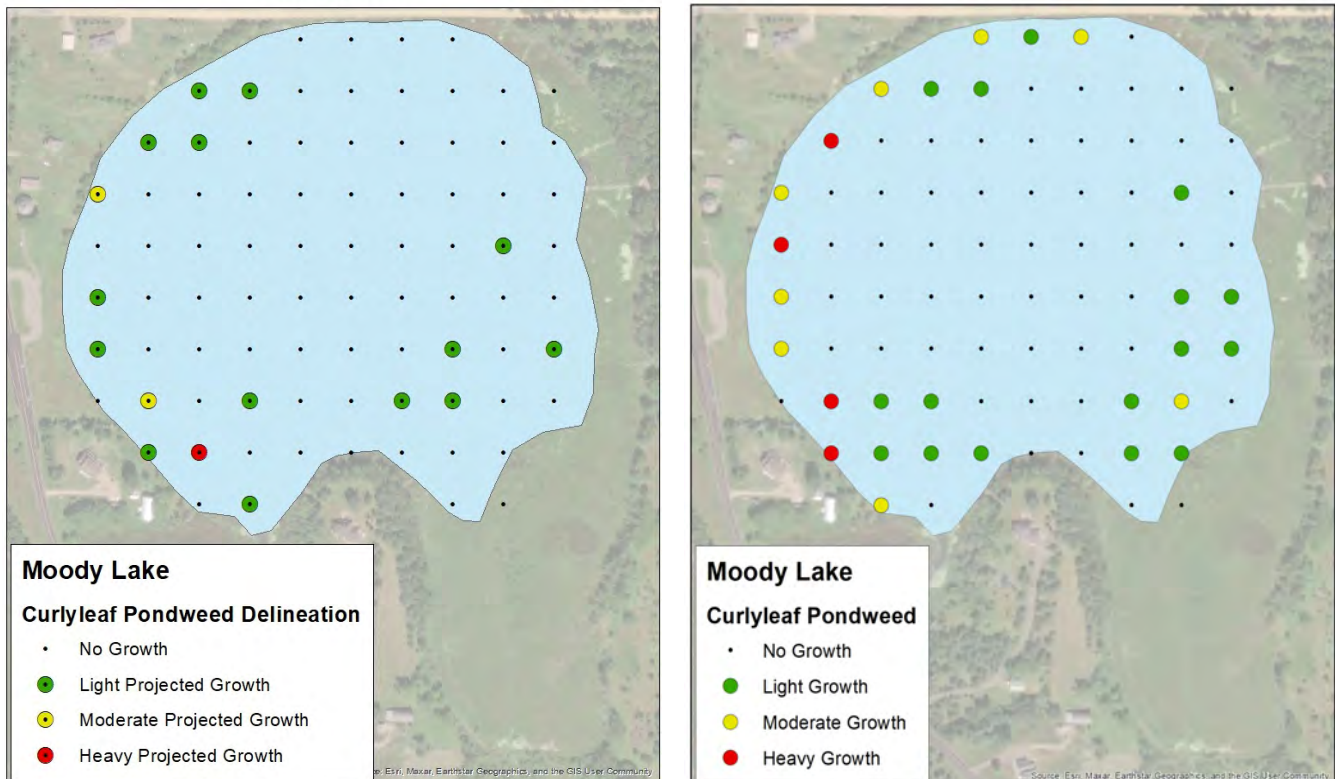 Moody Lake
Curlyleaf Pondweed Delineation
No Growth
Light Projected Growth
Moderate Projected Growth
Heavy Projected Growth
e: Esri, Maxar, Earthstar Geographics, and the GIS User Community
Moody Lake
Curlyleaf Pondweed
No Growth
Light Growth
Moderate Growth
Heavy Growth
Source: Esri, Maxar, Earthstar Geographics, and the GIS User Community